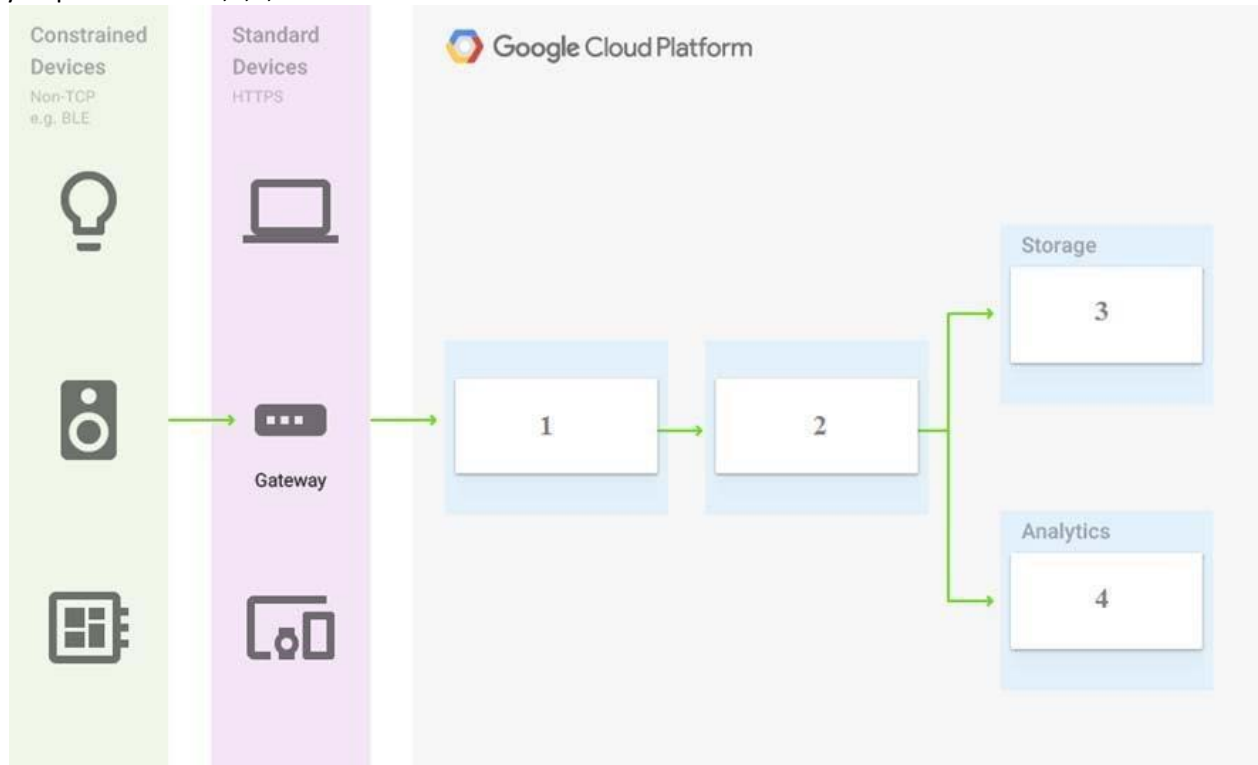 Constrained
Devices
Non-TCP
e.g. BLE
Standard
Devices
HTTPS
Google Cloud Platform
Storage
3
1
2
Gateway
Analytics
4